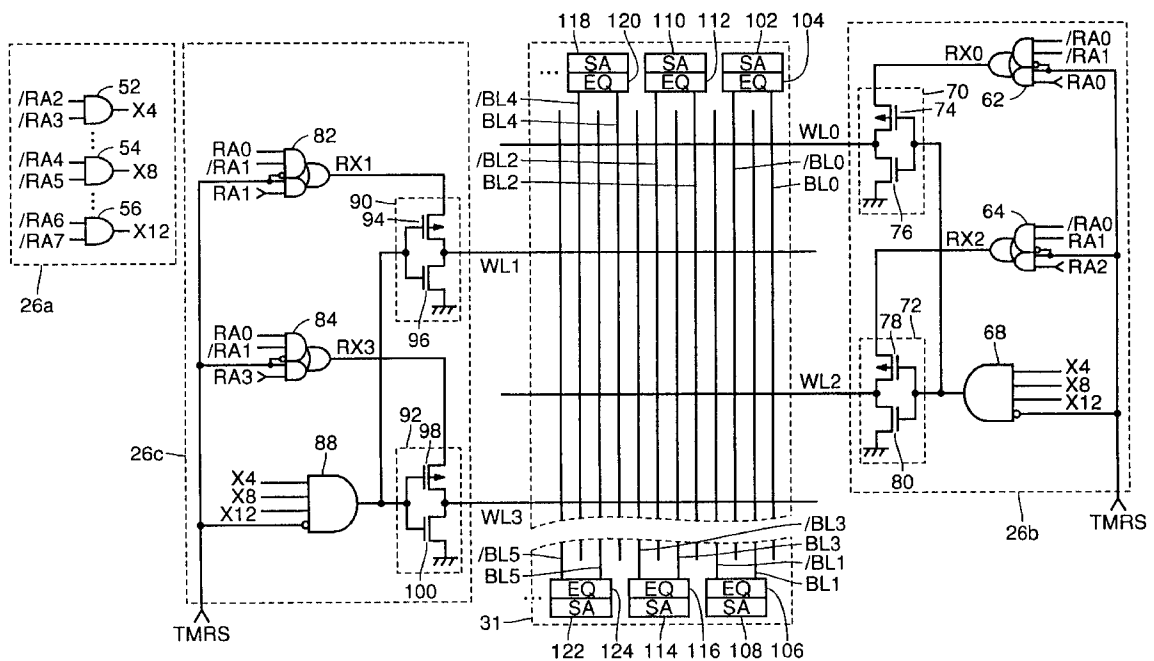 118
120
110
112
102
104
SA
SA
SA
EQ
EQ
EQ
...
/BL4
BL4
/BL2
BL2
/BL0
BL0
/RA2
/RA3
52
X4
/RA4
/RA5
54
X8
/RA6
/RA7
56
X12
26a
RA0
/RA1
RA1
82
RX1
90
94
96
WL1
RA0
/RA1
RA3
84
RX3
92
98
100
WL3
X4
X8
X12
88
26c
TMRS
RX0
/RA0
/RA1
RA0
62
70
74
76
WL0
64
/RA0
RA1
RA2
RX2
72
78
80
WL2
68
X4
X8
X12
26b
TMRS
/BL5
BL5
/BL3
BL3
/BL1
BL1
EQ
EQ
EQ
...
SA
SA
SA
31
122
124
114
116
108
106